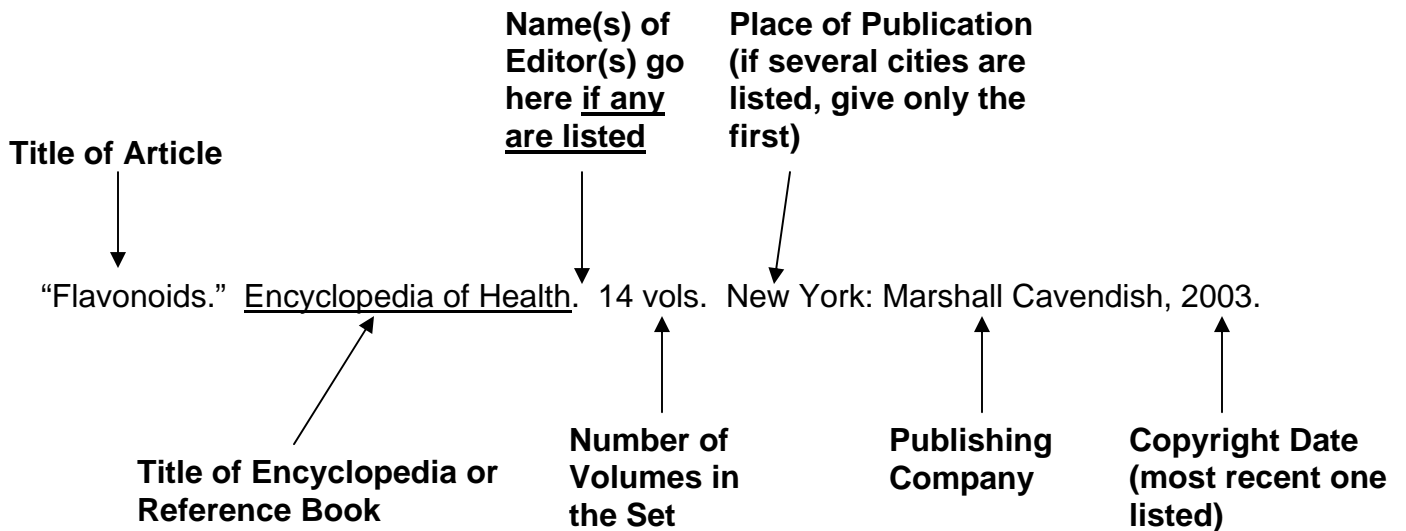 Name(s) of
Editor(s) go
here if any
are listed
Place of Publication
(if several cities are
listed, give only the
first)
Title of Article
“Flavonoids.” Encyclopedia of Health. 14 vols. New York: Marshall Cavendish, 2003.
Title of Encyclopedia or
Reference Book
Number of
Volumes in
the Set
Publishing
Company
Copyright Date
(most recent one
listed)